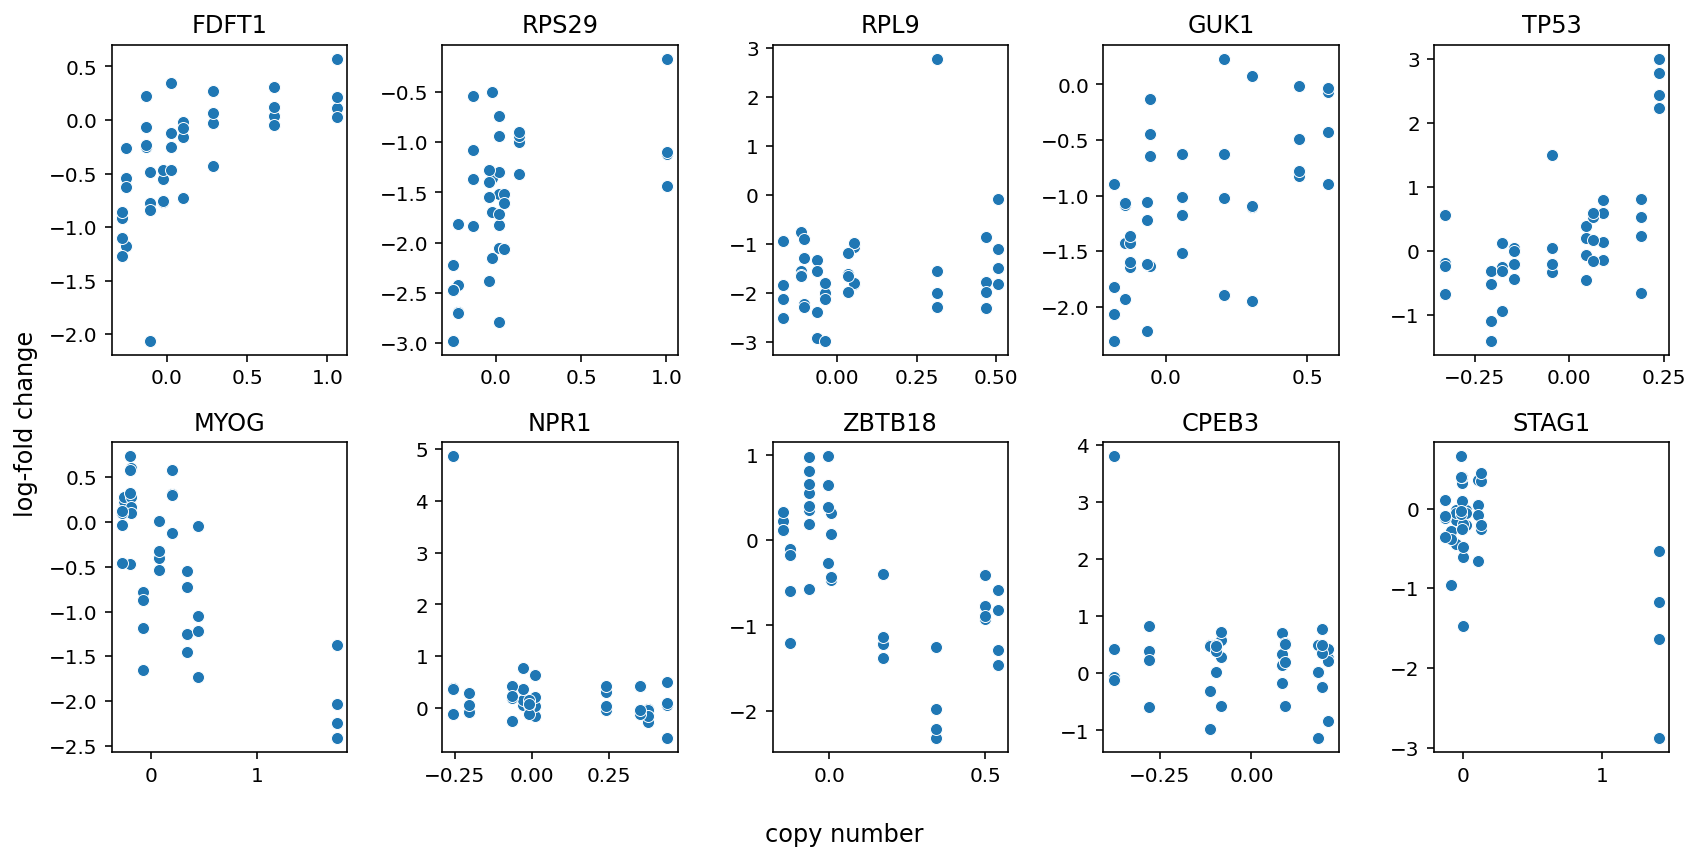 FDFT1 RPS29 RPL9 GUK1 TP53
0.5 0.0 −0.5 −1.0 −1.5 −2.0
0.0 0.5 1.0
−0.5 −1.0 −1.5 −2.0 −2.5 −3.0
0.0 0.5 1.0
3 2 1 0 −1 −2 −3
0.00 0.25 0.50
0.0 −0.5 −1.0 −1.5 −2.0
0.0 0.5
3 2 1 0 −1
−0.25 0.00 0.25
log-fold change
MYOG NPR1 ZBTB18 CPEB3 STAG1
0.5 0.0 −0.5 −1.0 −1.5 −2.0 −2.5
0 1
5 4 3 2 1 0
−0.25 0.00 0.25
1 0 −1 −2
0.0 0.5
4 3 2 1 0 −1
−0.25 0.00
0 −1 −2 −3
0 1
copy number